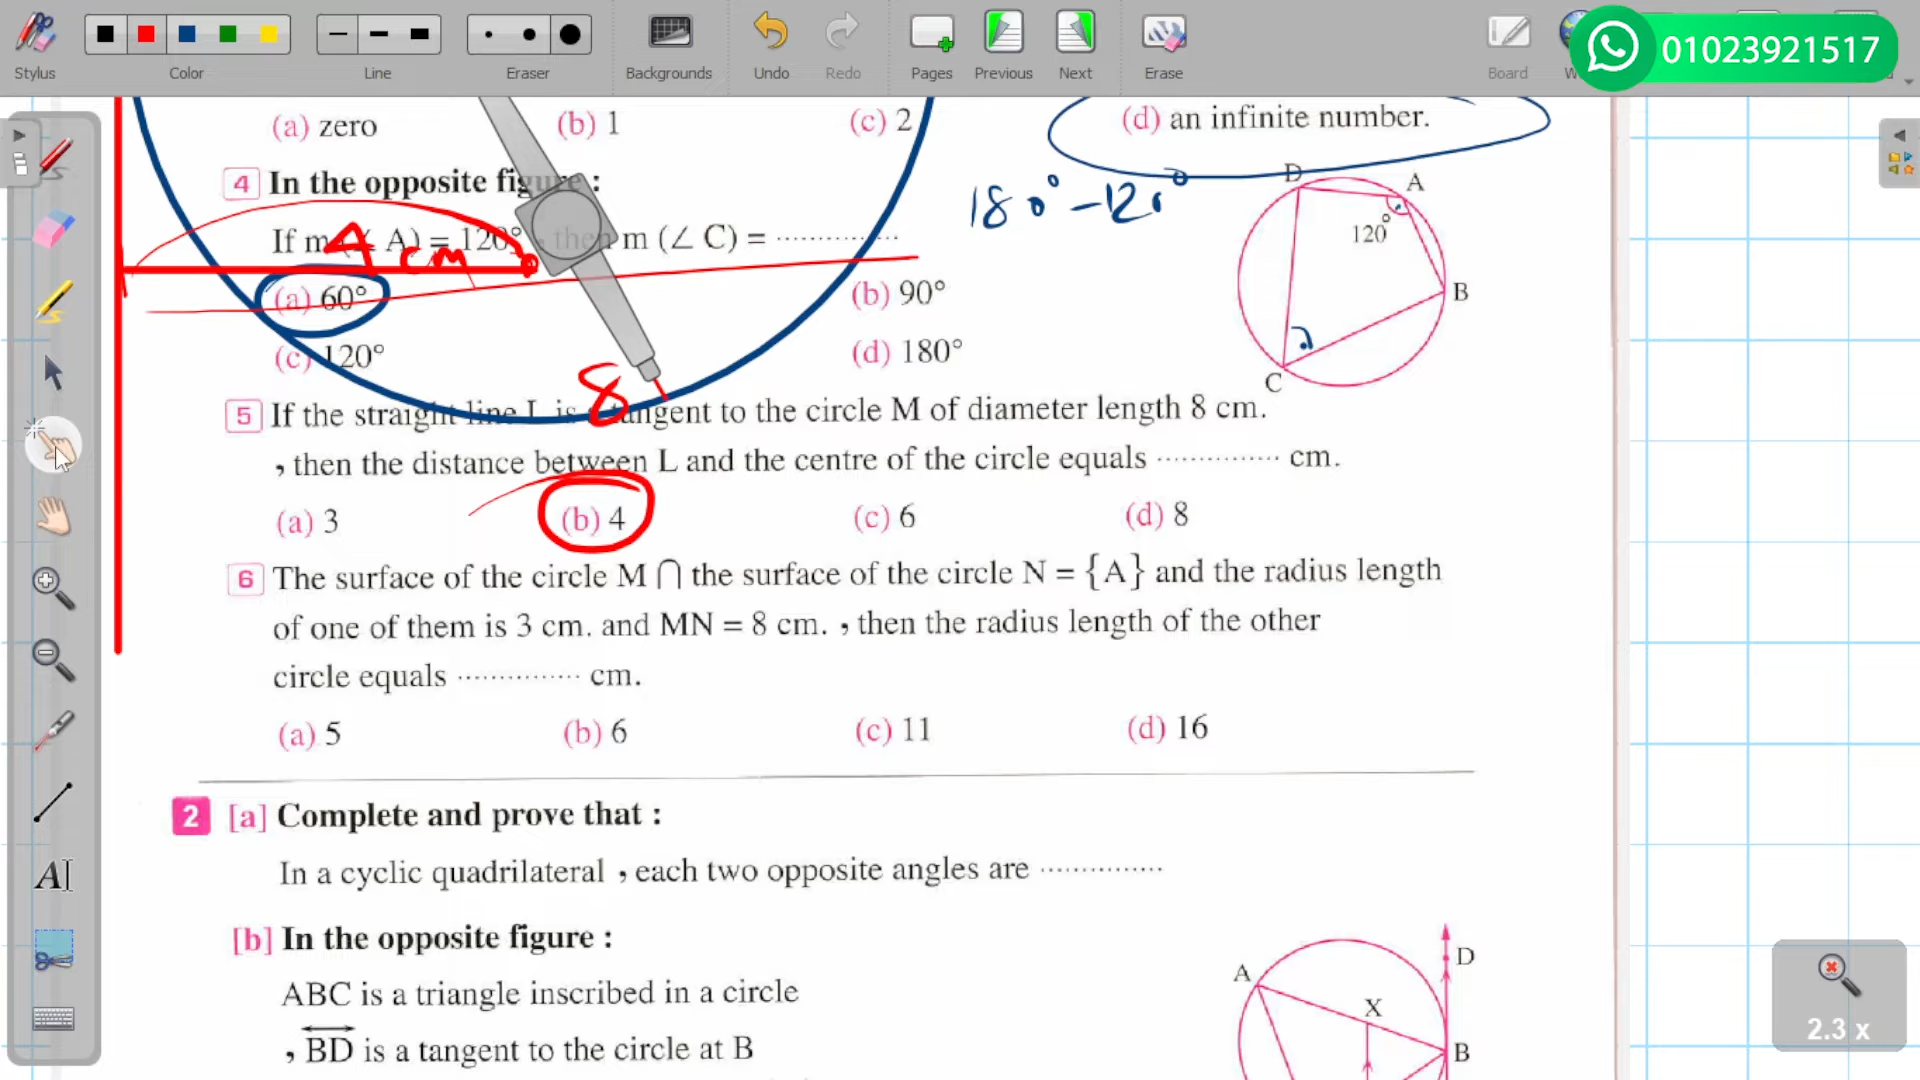 Stylus
Color
Line
Eraser
Backgrounds
Undo
Redo
Pages
Previous
Next
Erase
Board
01023921517
(a) zero (b) 1 (c) 2 (d) an infinite number.
4 In the opposite figure :
If m (∠ A) = 120° , then m (∠ C) = ...............
4 cm
180° - 120°
(a) 60° (b) 90°
(c) 120° (d) 180°
D
A
120°
B
C
8
5 If the straight line L is a tangent to the circle M of diameter length 8 cm.
, then the distance between L and the centre of the circle equals ............... cm.
(a) 3 (b) 4 (c) 6 (d) 8
6 The surface of the circle M ⋂ the surface of the circle N = {A} and the radius length
of one of them is 3 cm. and MN = 8 cm. , then the radius length of the other
circle equals ............... cm.
(a) 5 (b) 6 (c) 11 (d) 16
2 [a] Complete and prove that :
In a cyclic quadrilateral , each two opposite angles are ...............
[b] In the opposite figure :
ABC is a triangle inscribed in a circle
, BD is a tangent to the circle at B
A
D
X
B
2.3 x